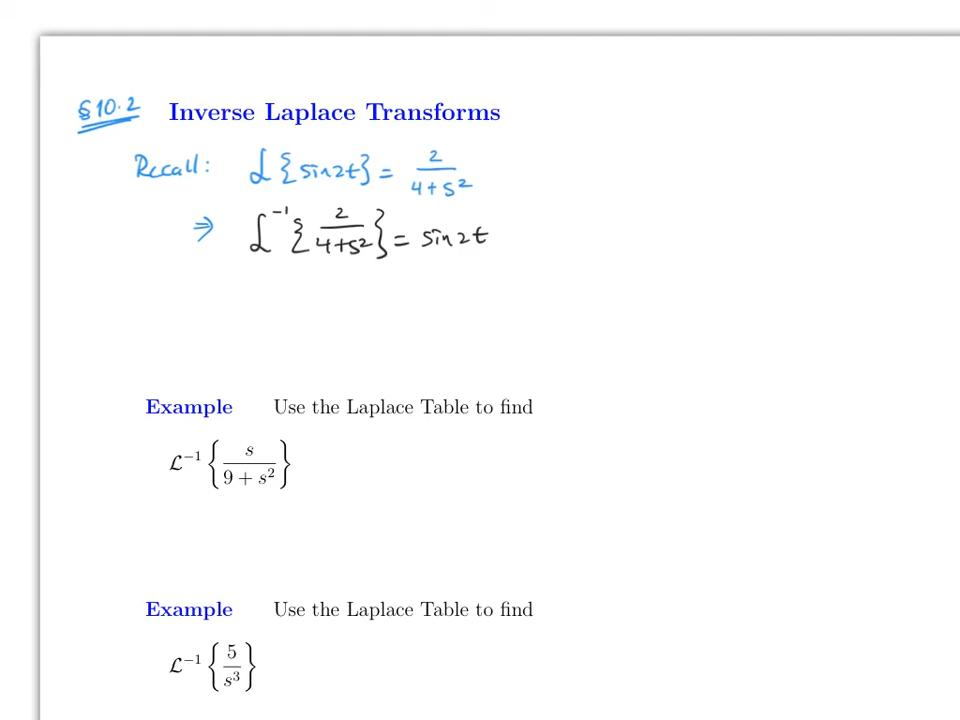 §10.2 Inverse Laplace Transforms
Recall: ℒ{sin2t} = 2/(4+s²)
⇒ ℒ⁻¹{2/(4+s²)} = sin2t
Example Use the Laplace Table to find
ℒ⁻¹{s/(9 + s²)}
Example Use the Laplace Table to find
ℒ⁻¹{5/s³}